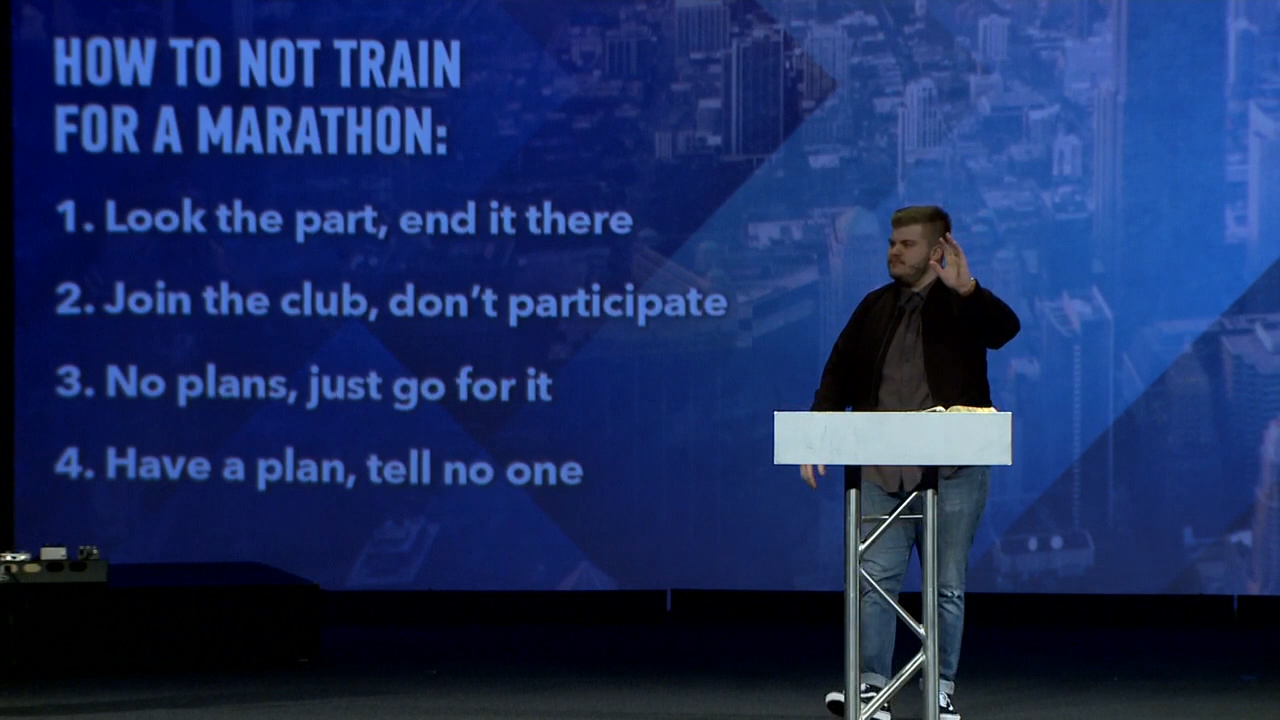 HOW TO NOT TRAIN
FOR A MARATHON:
1. Look the part, end it there
2. Join the club, don't participate
3. No plans, just go for it
4. Have a plan, tell no one